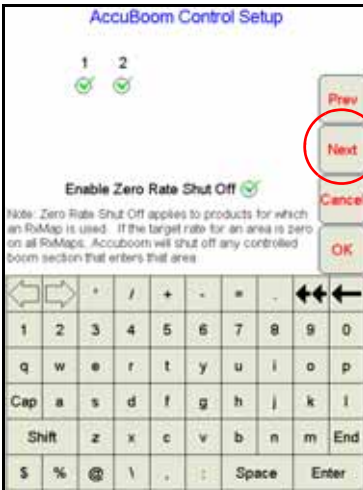 AccuBoom Control Setup
1 2
Prev
Next
Enable Zero Rate Shut Off
Cancel
Note: Zero Rate Shut Off applies to products for which
an RxMap is used. If the target rate for an area is zero
on all RxMaps, Accuboom will shut off any controlled
boom section that enters that area
OK
' / + - = .
1 2 3 4 5 6 7 8 9 0
q w e r t y u i o p
Cap a s d f g h j k l
Shift z x c v b n m End
$ % @ \ , : Space Enter